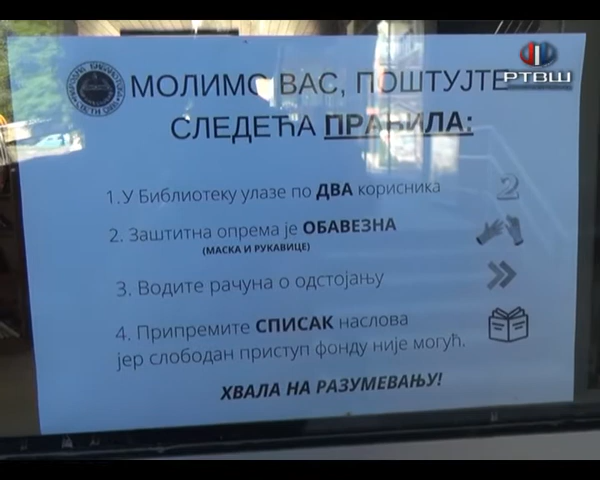 РТВШ
МОЛИМО ВАС, ПОШТУЈТЕ
СЛЕДЕЋА ПРАВИЛА:
1.У Библиотеку улазе по ДВА корисника
2
2. Заштитна опрема је ОБАВЕЗНА
(МАСКА И РУКАВИЦЕ)
3. Водите рачуна о одстојању
4. Припремите СПИСАК наслова
јер слободан приступ фонду није могућ.
ХВАЛА НА РАЗУМЕВАЊУ!